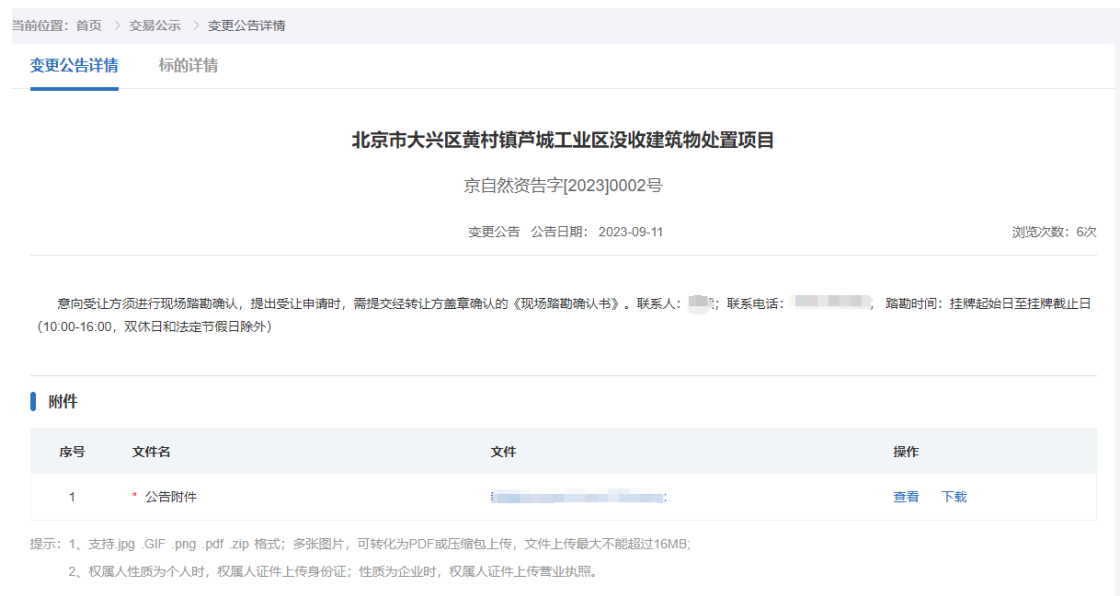 当前位置：首页 > 交易公示 > 变更公告详情
变更公告详情 标的详情
北京市大兴区黄村镇芦城工业区没收建筑物处置项目
京自然资告字[2023]0002号
变更公告 公告日期： 2023-09-11 浏览次数：6次
意向受让方须进行现场踏勘确认，提出受让申请时，需提交经转让方盖章确认的《现场踏勘确认书》。联系人：；联系电话：，踏勘时间：挂牌起始日至挂牌截止日
（10:00-16:00，双休日和法定节假日除外）
附件
序号 文件名 文件 操作
1 * 公告附件 查看 下载
提示：1、支持.jpg .GIF .png .pdf .zip 格式；多张图片，可转化为PDF或压缩包上传，文件上传最大不能超过16MB;
2、权属人性质为个人时，权属人证件上传身份证；性质为企业时，权属人证件上传营业执照。